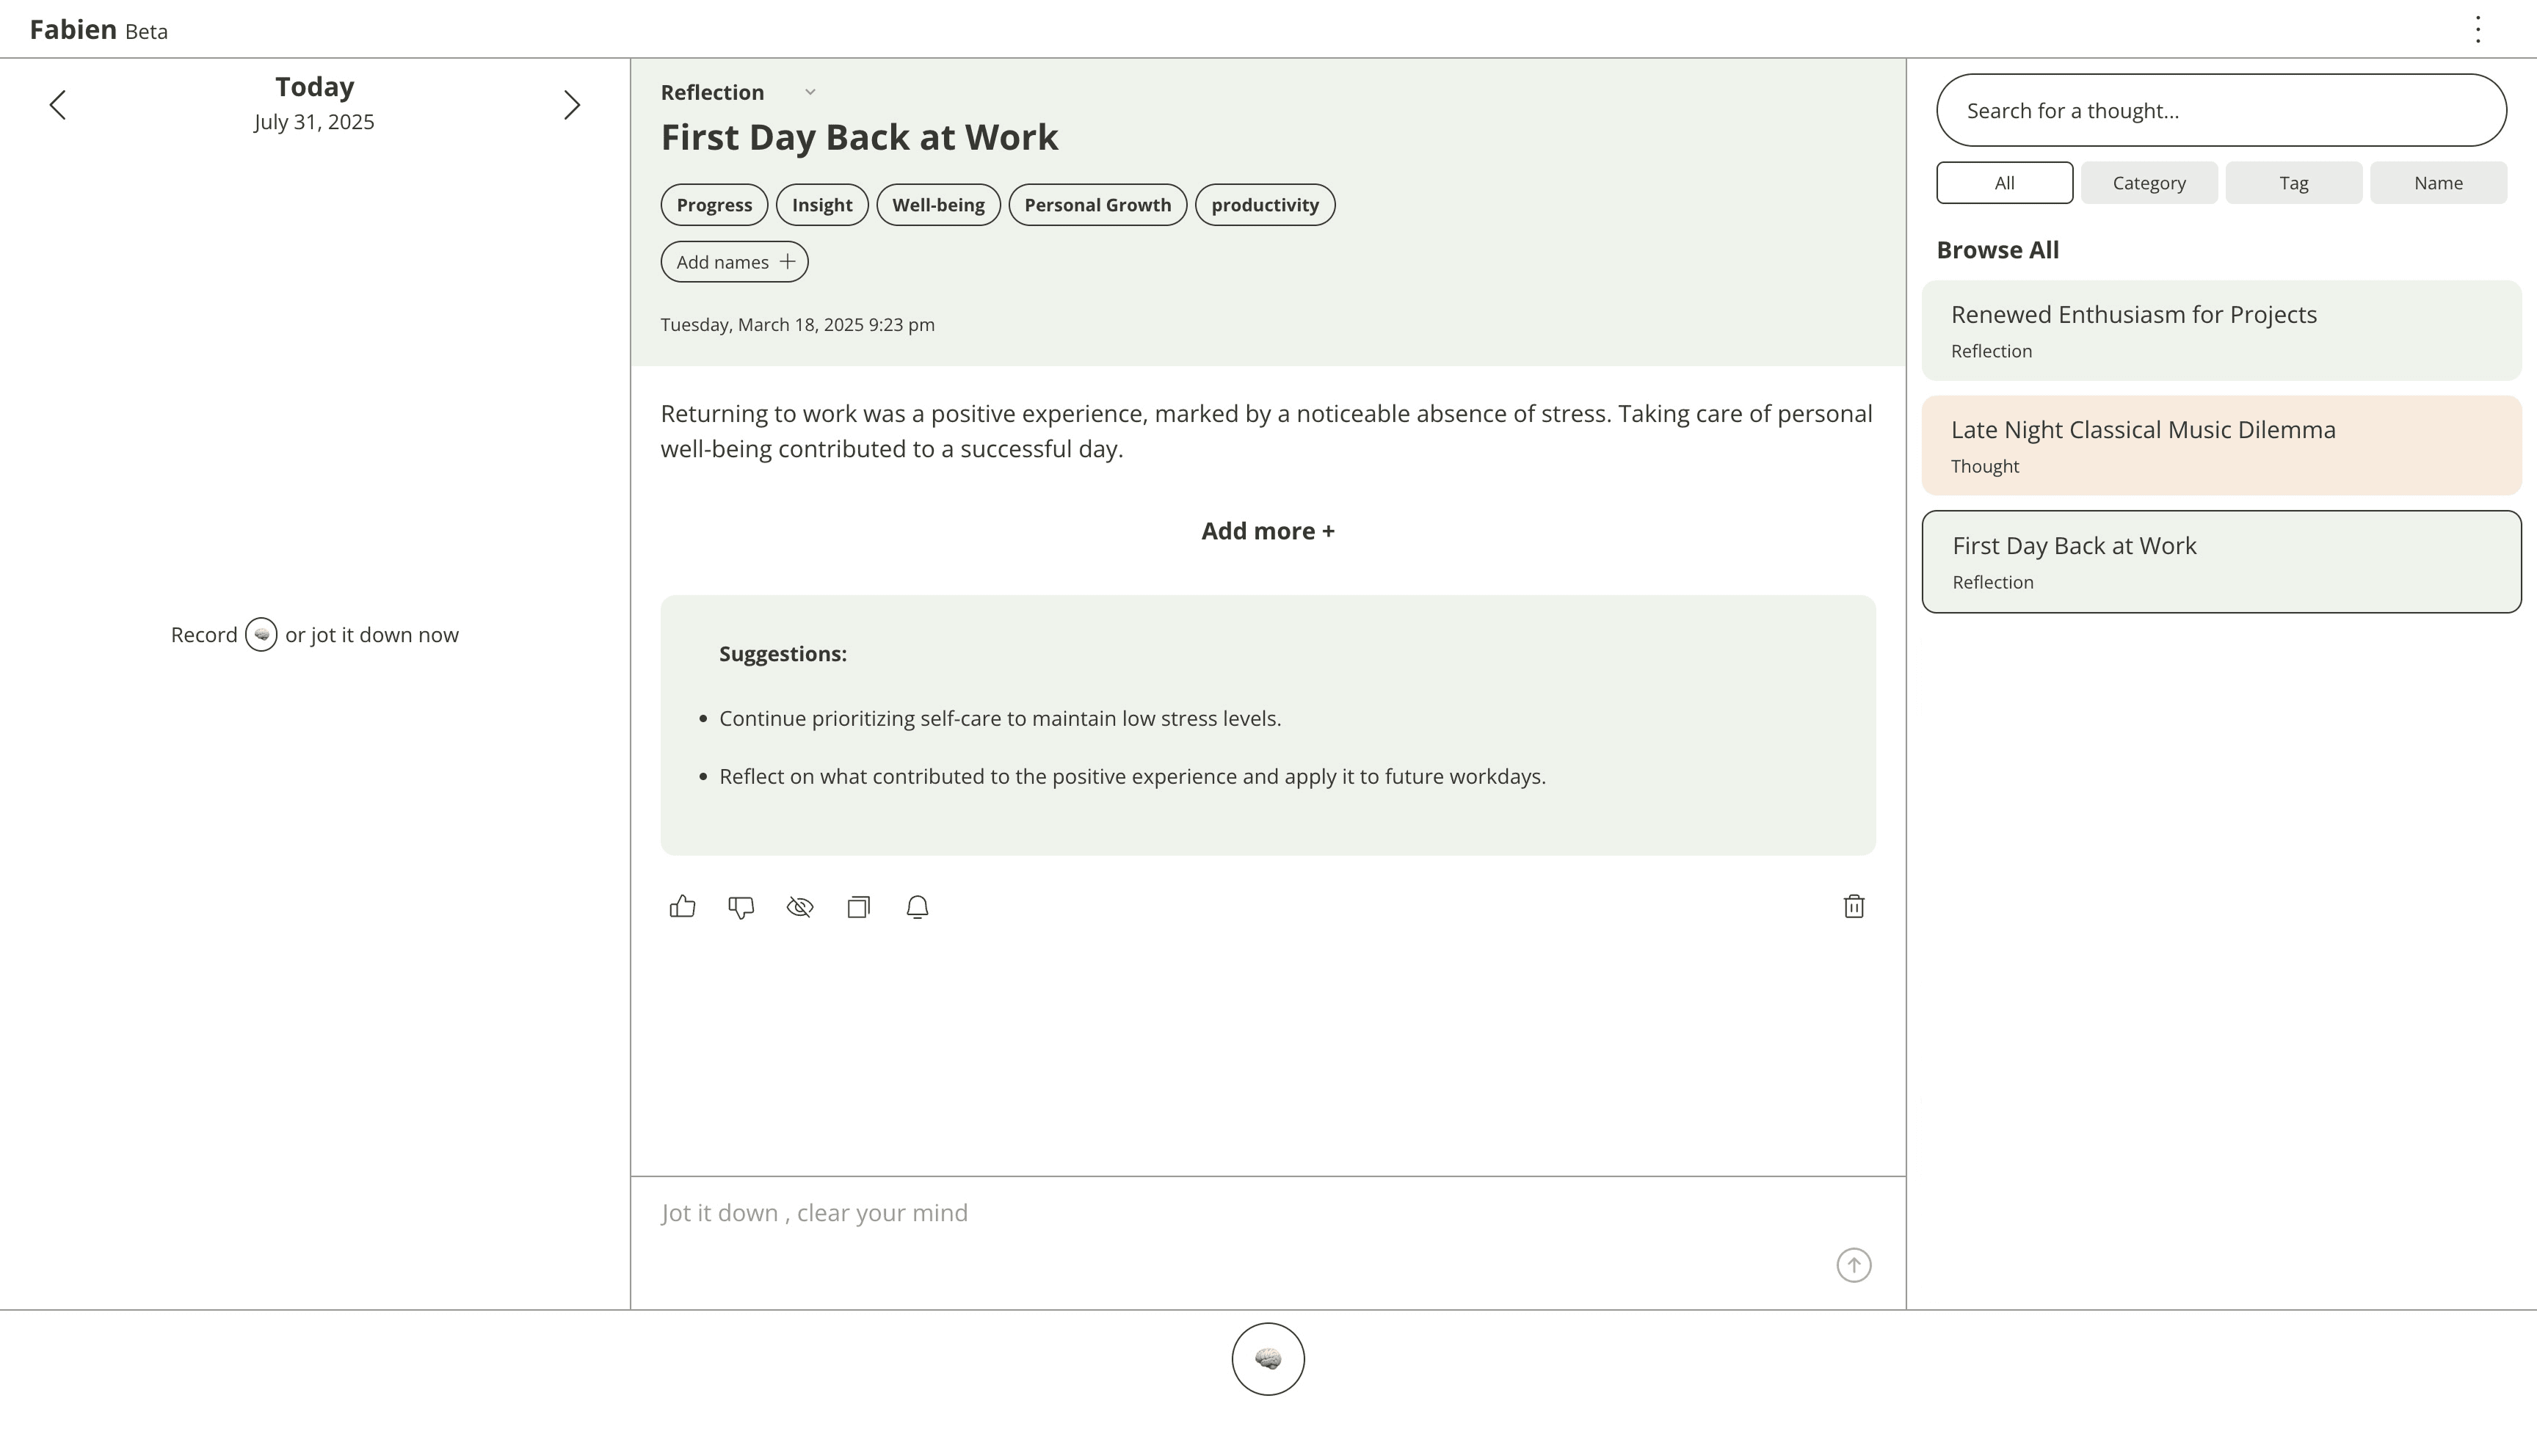 Fabien Beta
Today
July 31, 2025
Record or jot it down now
Reflection
First Day Back at Work
Progress
Insight
Well-being
Personal Growth
productivity
Add names +
Tuesday, March 18, 2025 9:23 pm
Returning to work was a positive experience, marked by a noticeable absence of stress. Taking care of personal
well-being contributed to a successful day.
Add more +
Suggestions:
• Continue prioritizing self-care to maintain low stress levels.
• Reflect on what contributed to the positive experience and apply it to future workdays.
Jot it down , clear your mind
Search for a thought...
All
Category
Tag
Name
Browse All
Renewed Enthusiasm for Projects
Reflection
Late Night Classical Music Dilemma
Thought
First Day Back at Work
Reflection